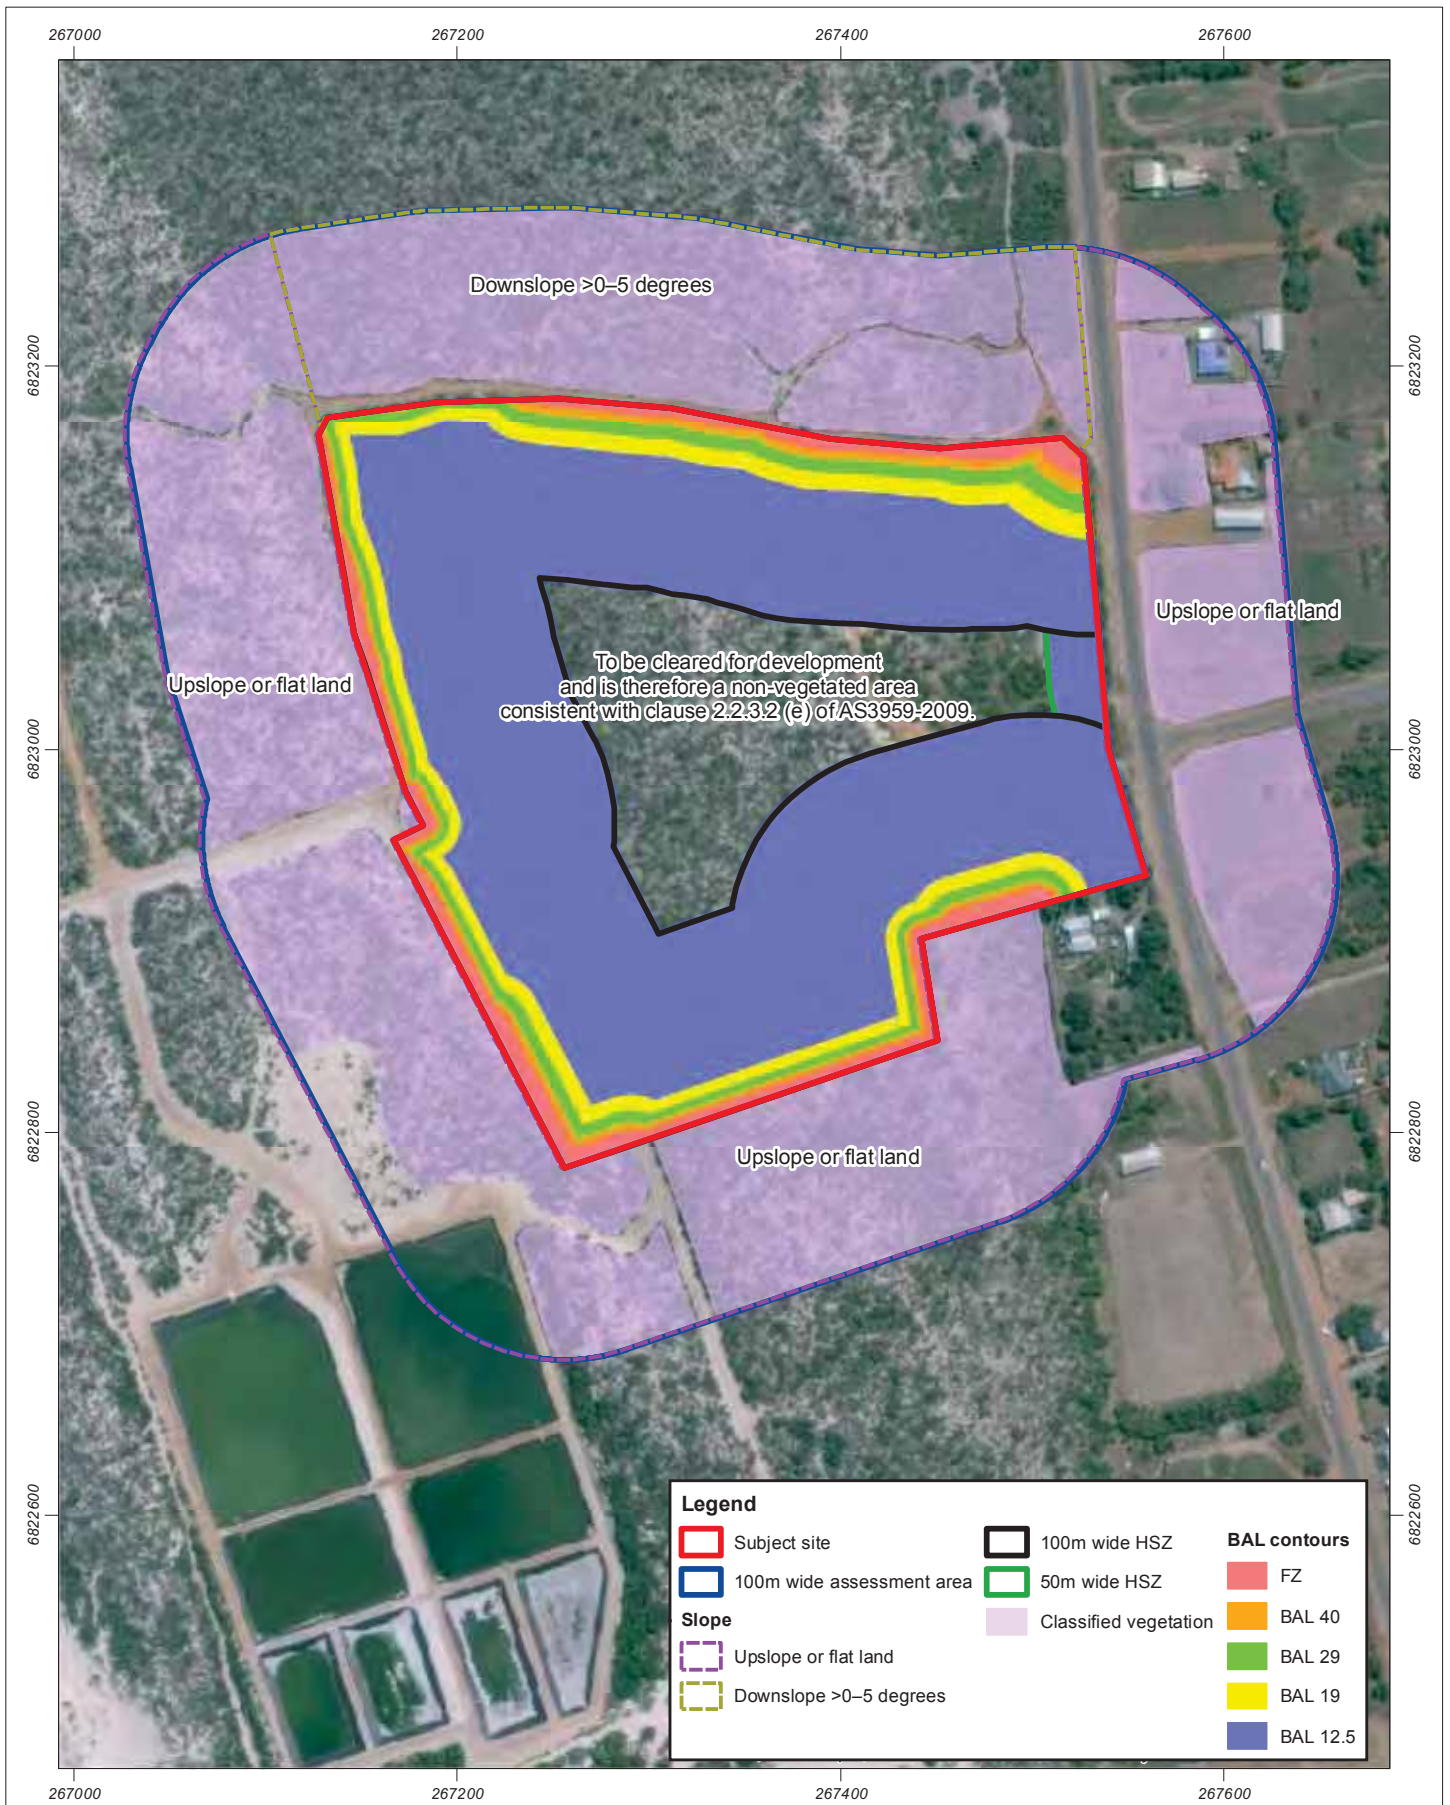 267000
267200
267400
267600
6823200
6823200
Downslope >0–5 degrees
Upslope or flat land
To be cleared for development
and is therefore a non-vegetated area
consistent with clause 2.2.3.2 (e) of AS3959-2009.
Upslope or flat land
6823000
6823000
6822800
6822800
Upslope or flat land
6822600
6822600
Legend
Subject site
100m wide assessment area
Slope
Upslope or flat land
Downslope >0–5 degrees
100m wide HSZ
50m wide HSZ
Classified vegetation
BAL contours
FZ
BAL 40
BAL 29
BAL 19
BAL 12.5
267000
267200
267400
267600